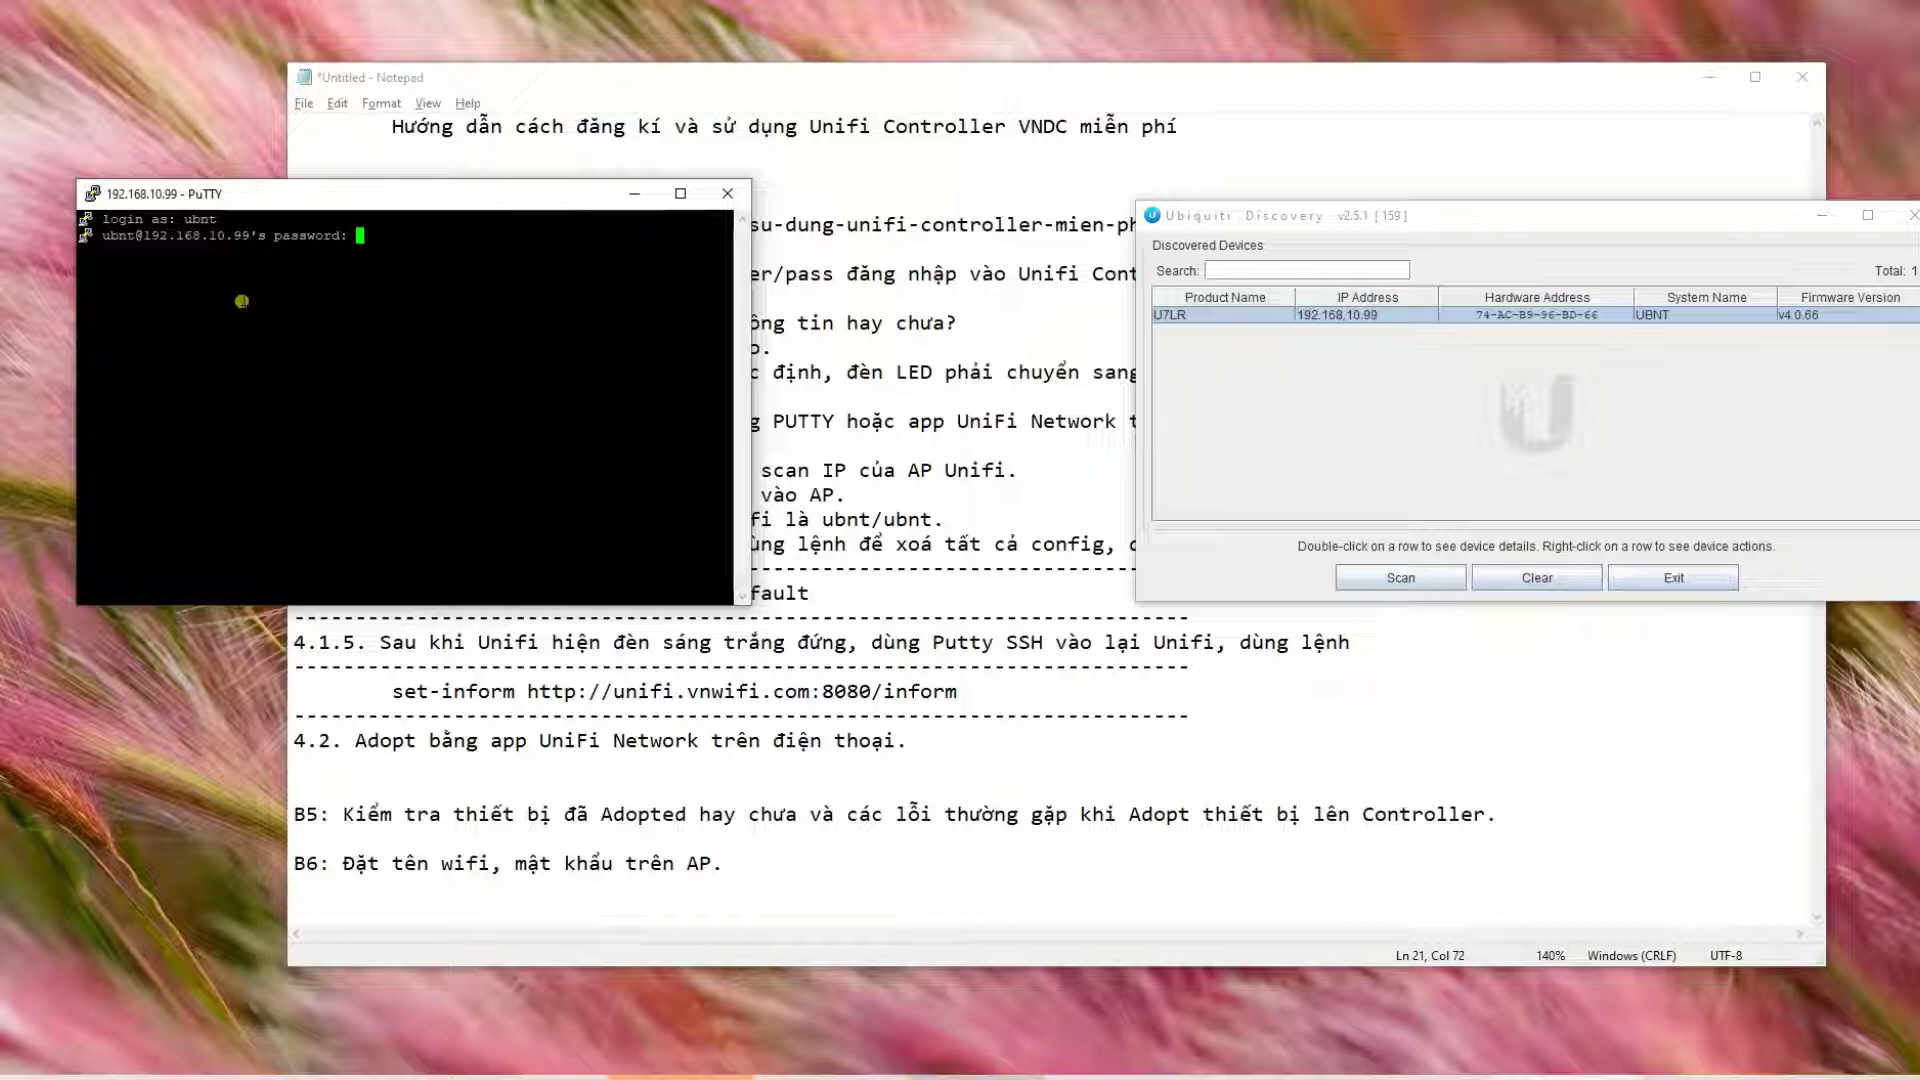 *Untitled - Notepad
File Edit Format View Help
Hướng dẫn cách đăng kí và sử dụng Unifi Controller VNDC miễn phí
192.168.10.99 - PuTTY
login as: ubnt
ubnt@192.168.10.99's password:
su-dung-unifi-controller-mien-ph
er/pass đăng nhập vào Unifi Cont
ông tin hay chưa?
định, đèn LED phải chuyển sang
PUTTY hoặc app UniFi Network
scan IP của AP Unifi.
vào AP.
fi là ubnt/ubnt.
ùng lệnh để xoá tất cả config,
fault
Ubiquiti Discovery v2.5.1 [159]
Discovered Devices
Search:
Total: 1
Product Name IP Address Hardware Address System Name Firmware Version
U7LR 192.168.10.99 74-AC-B9-96-BD-66 UBNT v4.0.66
Double-click on a row to see device details. Right-click on a row to see device actions.
Scan Clear Exit
-------------------------------------------------------------------------
4.1.5. Sau khi Unifi hiện đèn sáng trắng đứng, dùng Putty SSH vào lại Unifi, dùng lệnh
-------------------------------------------------------------------------
set-inform http://unifi.vnwifi.com:8080/inform
-------------------------------------------------------------------------
4.2. Adopt bằng app UniFi Network trên điện thoại.
B5: Kiểm tra thiết bị đã Adopted hay chưa và các lỗi thường gặp khi Adopt thiết bị lên Controller.
B6: Đặt tên wifi, mật khẩu trên AP.
Ln 21, Col 72 140% Windows (CRLF) UTF-8